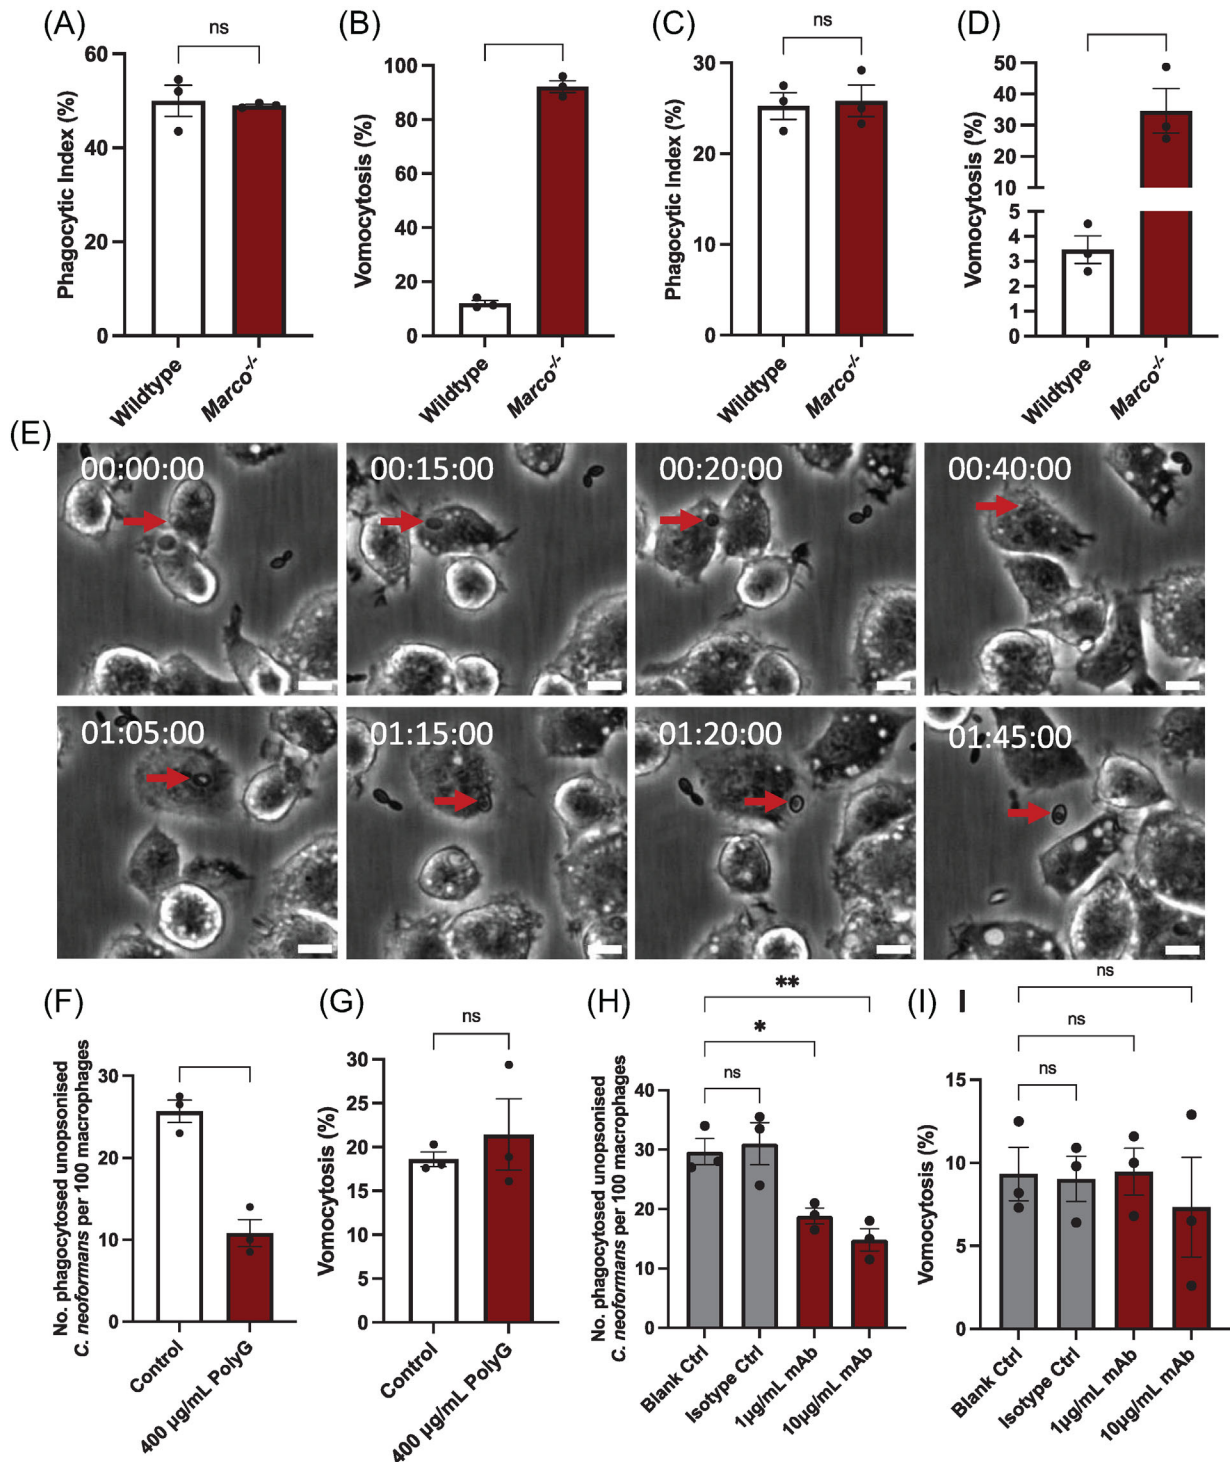 (A)
ns
Phagocytic Index (%)
60
40
20
0
Wildtype
Marco-/-
(B)
Vomocytosis (%)
100
80
60
40
20
0
Wildtype
Marco-/-
(C)
ns
Phagocytic Index (%)
30
20
10
0
Wildtype
Marco-/-
(D)
Vomocytosis (%)
50
40
30
20
10
5
4
3
2
1
0
Wildtype
Marco-/-
(E)
00:00:00
00:15:00
00:20:00
00:40:00
01:05:00
01:15:00
01:20:00
01:45:00
(F)
No. phagocytosed unopsonised
C. neoformans per 100 macrophages
30
20
10
0
Control
400 µg/mL PolyG
(G)
ns
Vomocytosis (%)
30
25
20
15
10
5
0
Control
400 µg/mL PolyG
(H)
**
*
ns
No. phagocytosed unopsonised
C. neoformans per 100 macrophages
40
30
20
10
0
Blank Ctrl
Isotype Ctrl
1µg/mL mAb
10µg/mL mAb
(I) I
ns
ns
ns
Vomocytosis (%)
15
10
5
0
Blank Ctrl
Isotype Ctrl
1µg/mL mAb
10µg/mL mAb